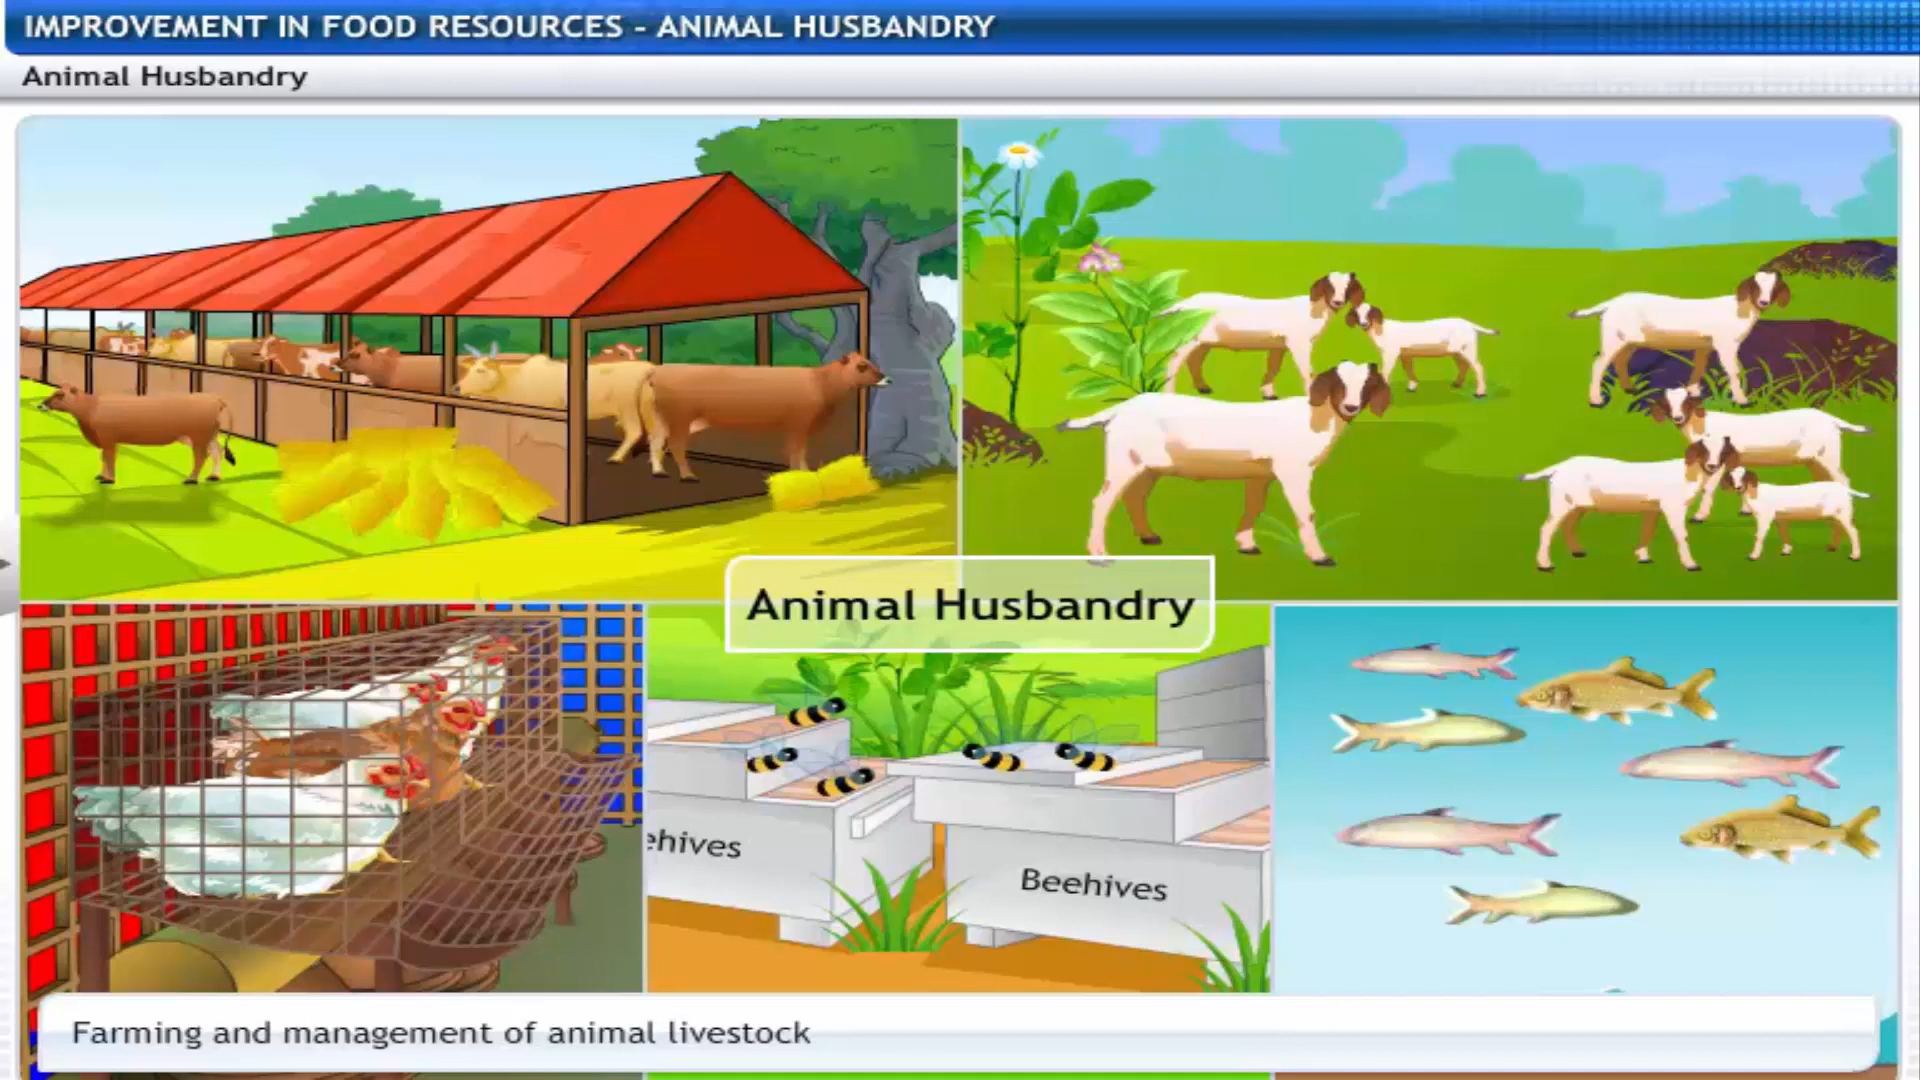 IMPROVEMENT IN FOOD RESOURCES - ANIMAL HUSBANDRY
Animal Husbandry
Animal Husbandry
ehives
Beehives
Farming and management of animal livestock